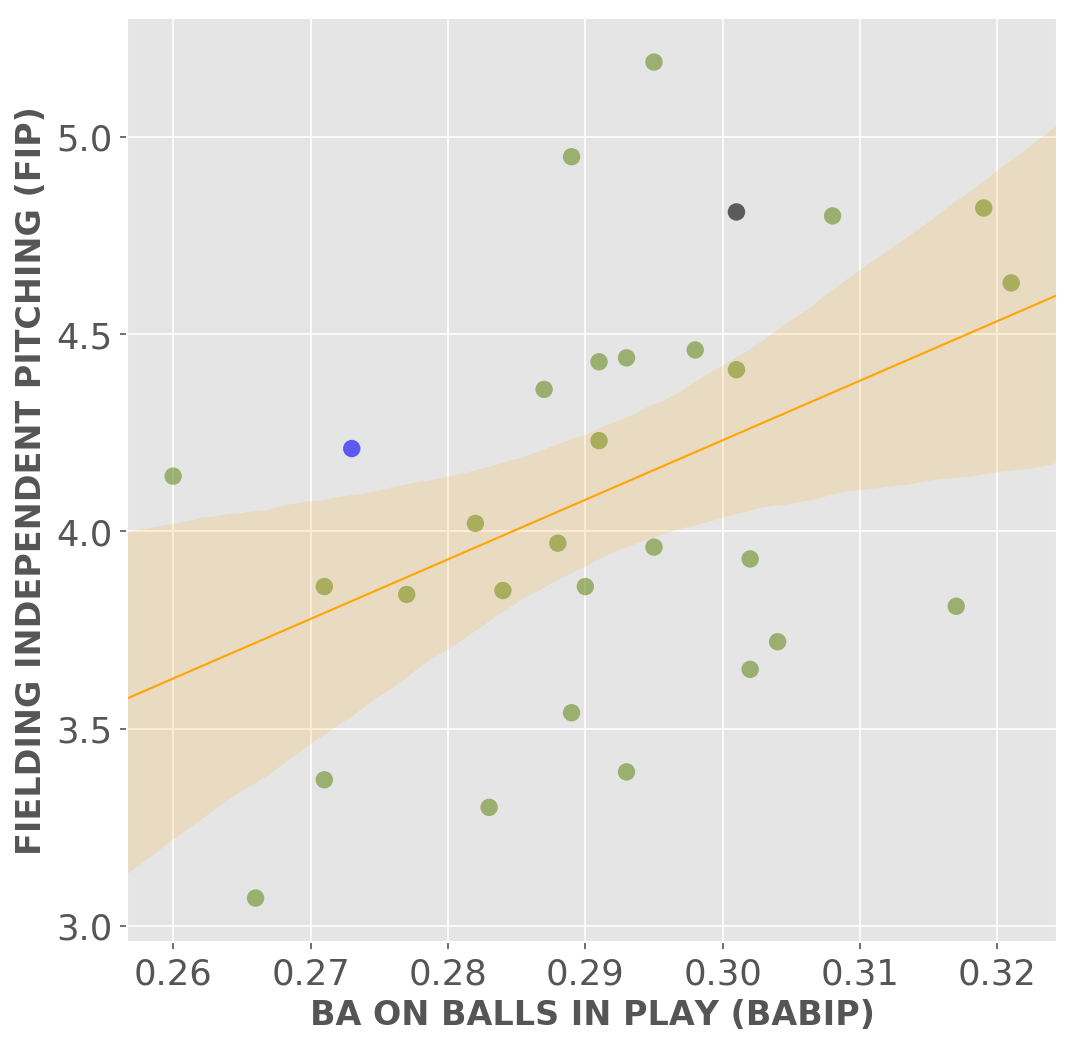 FIELDING INDEPENDENT PITCHING (FIP)
5.0
4.5
4.0
3.5
3.0
0.26 0.27 0.28 0.29 0.30 0.31 0.32
BA ON BALLS IN PLAY (BABIP)